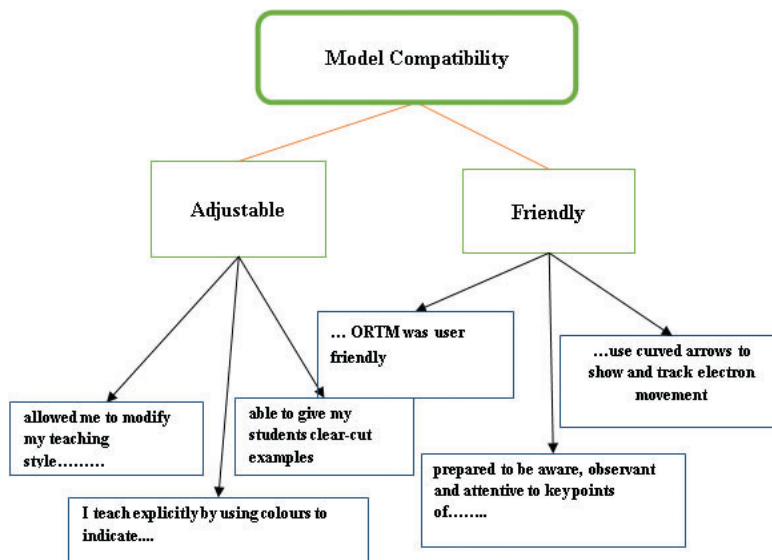 Model Compatibility
Adjustable
Friendly
… ORTM was user
friendly
…use curved arrows to
show and track electron
movement
allowed me to modify
my teaching
style………
able to give my
students clear-cut
examples
prepared to be aware, observant
and attentive to key points
of……..
I teach explicitly by using colours to
indicate....